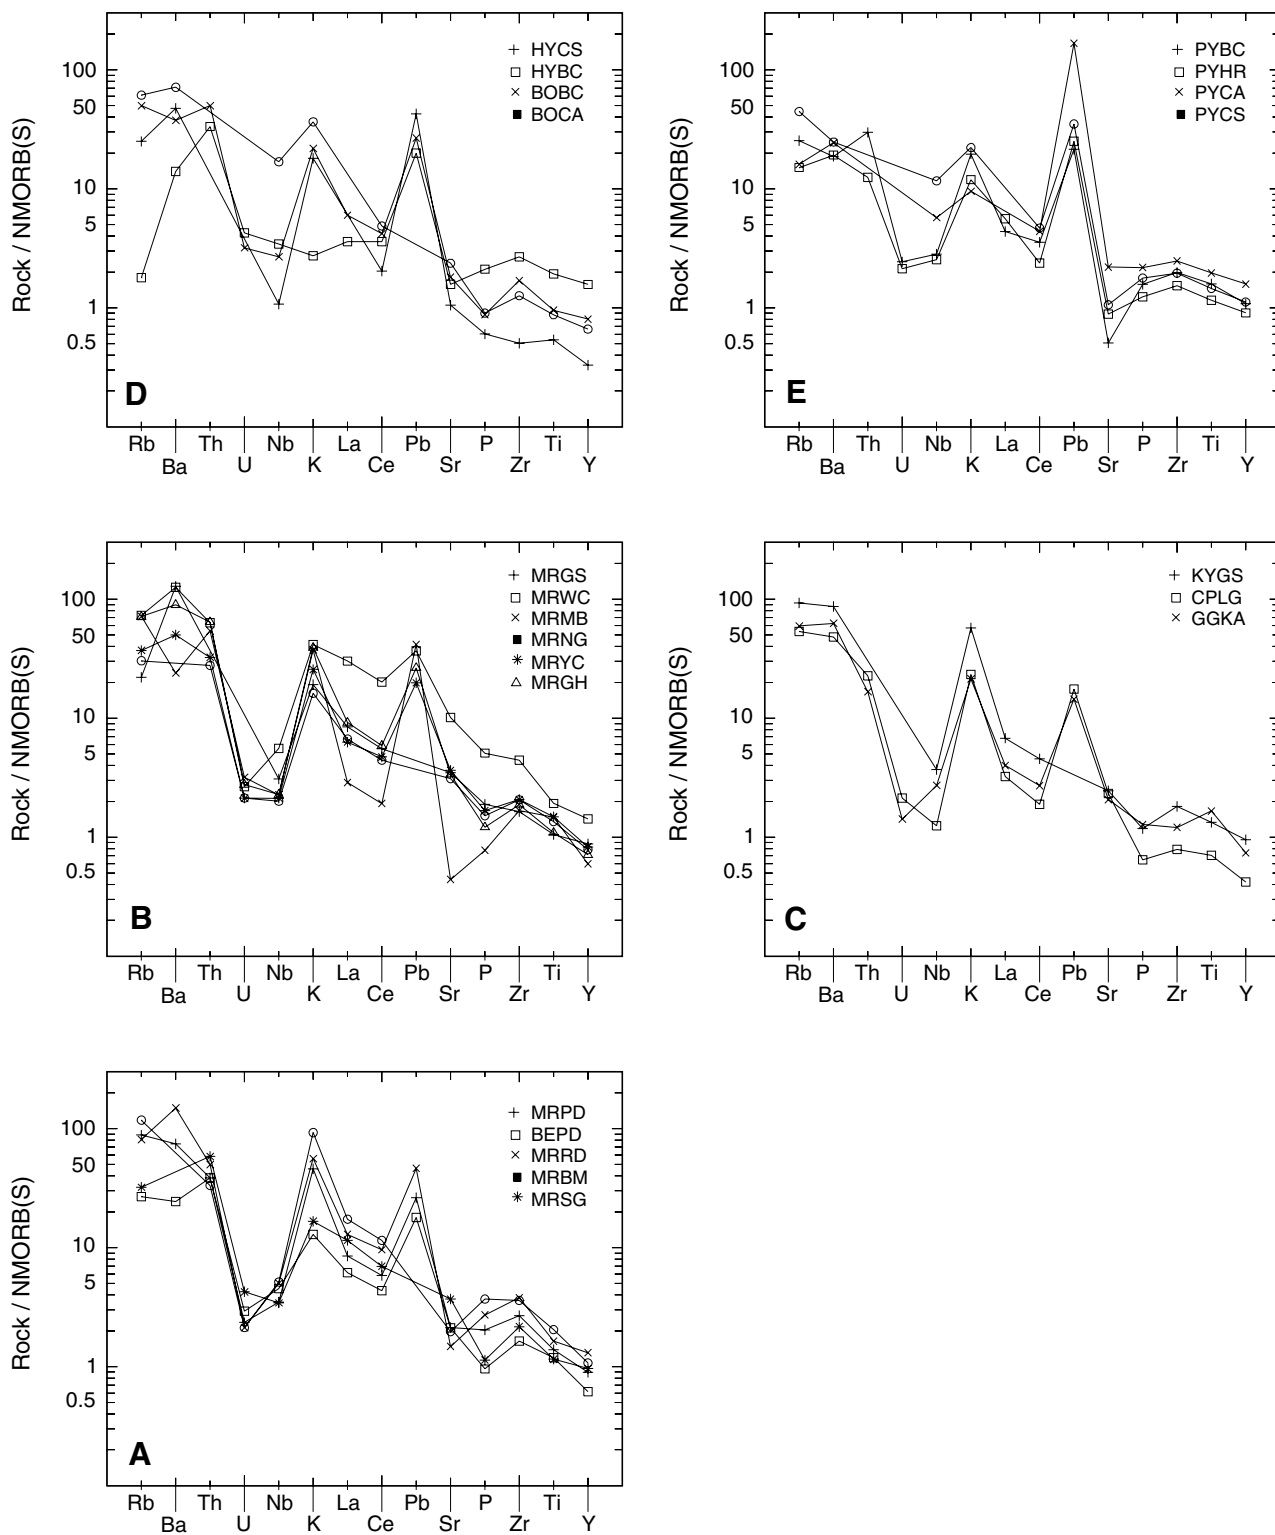 Rock / NMORB(S)
100
50
10
5
1
0.5
HYCS
HYBC
BOBC
BOCA
D
Rb Th Nb La Pb P Ti
Ba U K Ce Sr Zr Y
Rock / NMORB(S)
100
50
10
5
1
0.5
PYBC
PYHR
PYCA
PYCS
E
Rb Th Nb La Pb P Ti
Ba U K Ce Sr Zr Y
Rock / NMORB(S)
100
50
10
5
1
0.5
MRGS
MRWC
MRMB
MRNG
MRYC
MRGH
B
Rb Th Nb La Pb P Ti
Ba U K Ce Sr Zr Y
Rock / NMORB(S)
100
50
10
5
1
0.5
KYGS
CPLG
GGKA
C
Rb Th Nb La Pb P Ti
Ba U K Ce Sr Zr Y
Rock / NMORB(S)
100
50
10
5
1
0.5
MRPD
BEPD
MRRD
MRBM
MRSG
A
Rb Th Nb La Pb P Ti
Ba U K Ce Sr Zr Y